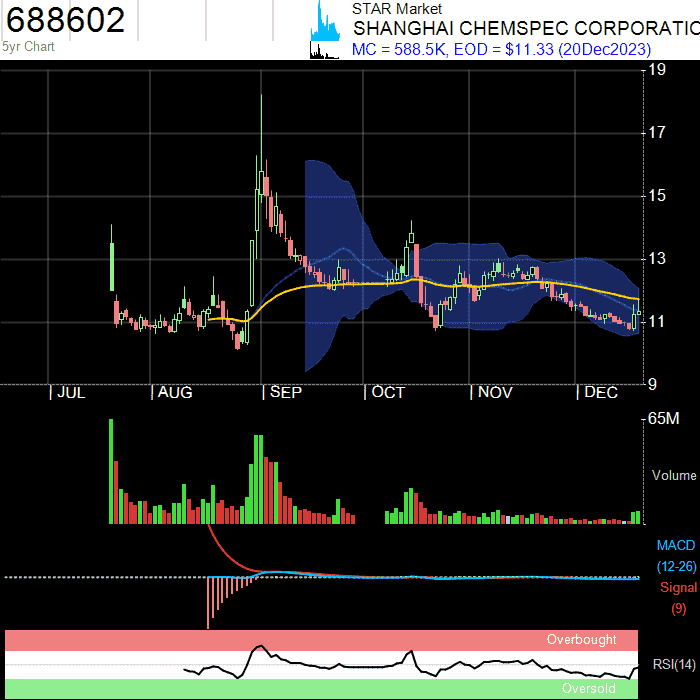 688602
5yr Chart
STAR Market
SHANGHAI CHEMSPEC CORPORATIO
MC = 588.5K, EOD = $11.33 (20Dec2023)
19
17
15
13
11
9
JUL
AUG
SEP
OCT
NOV
DEC
65M
Volume
MACD
(12-26)
Signal
(9)
Overbought
RSI(14)
Oversold